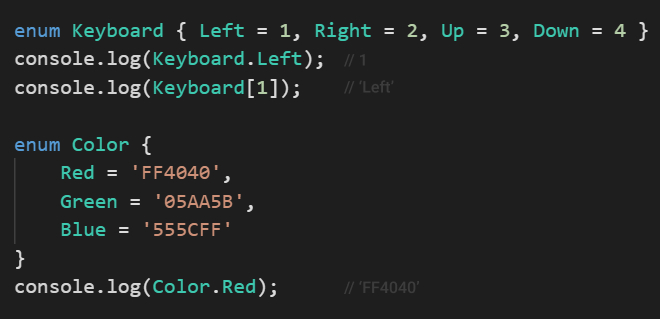 enum Keyboard { Left = 1, Right = 2, Up = 3, Down = 4 }
console.log(Keyboard.Left); // 1
console.log(Keyboard[1]); // 'Left'
enum Color {
Red = 'FF4040',
Green = '05AA5B',
Blue = '555CFF'
}
console.log(Color.Red); // 'FF4040'